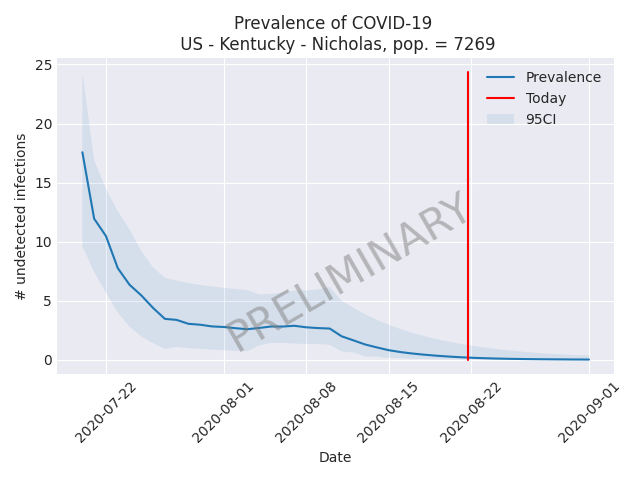 Prevalence of COVID-19
US - Kentucky - Nicholas, pop. = 7269
25
20
15
10
5
0
# undetected infections
Prevalence
Today
95CI
PRELIMINARY
2020-07-22
2020-08-01
2020-08-08
2020-08-15
2020-08-22
2020-09-01
Date